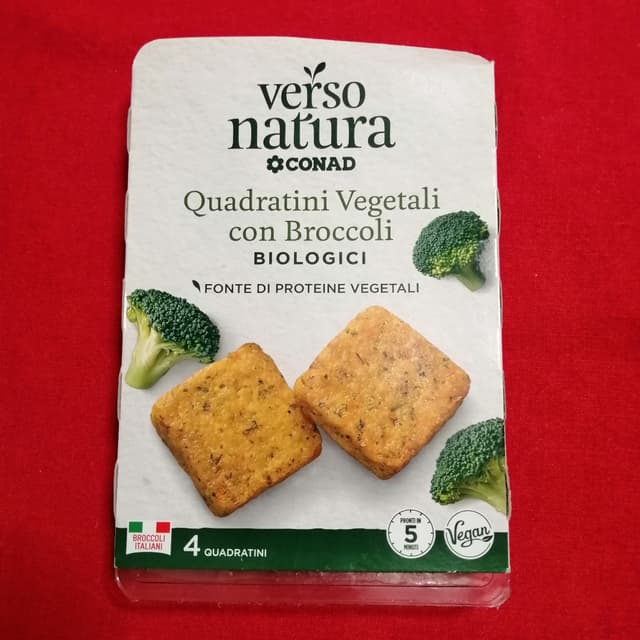 verso
natura
CONAD
Quadratini Vegetali
con Broccoli
BIOLOGICI
FONTE DI PROTEINE VEGETALI
BROCCOLI
ITALIANI
4 QUADRATINI
PRONTI IN
5
MINUTI
Vegan